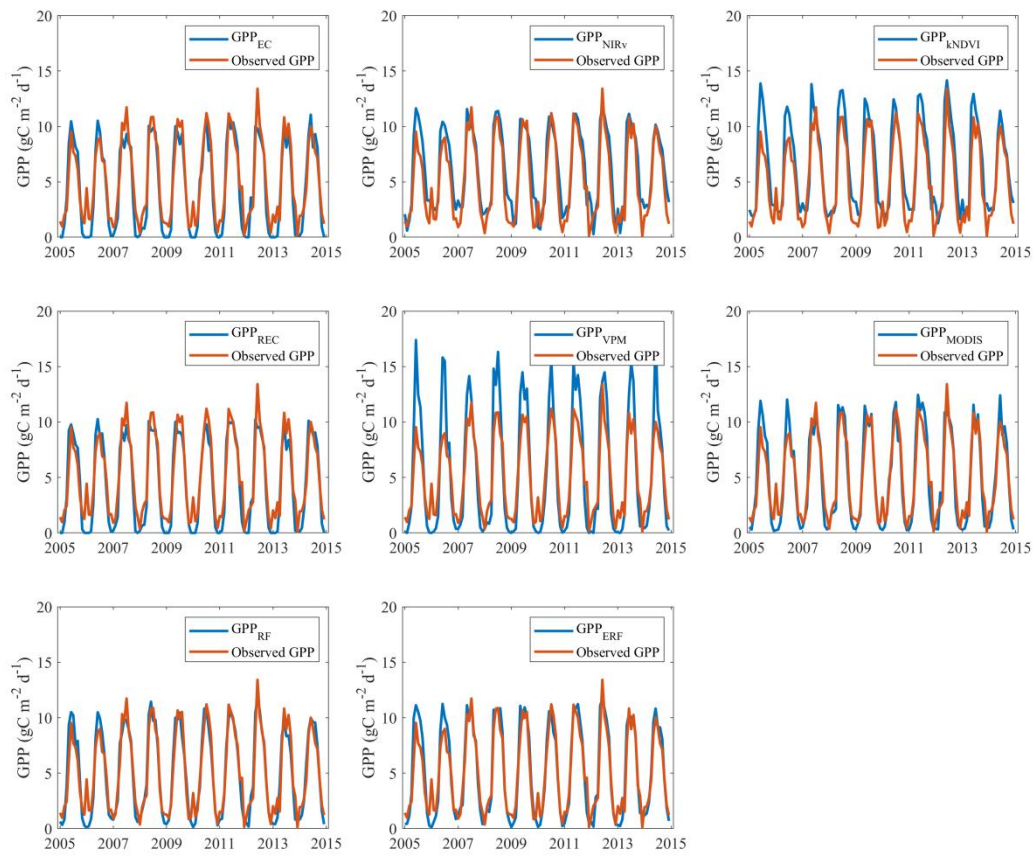 GPP_EC
Observed GPP
GPP (gC m⁻² d⁻¹)
20
15
10
5
0
2005 2007 2009 2011 2013 2015
GPP_NIRv
Observed GPP
GPP (gC m⁻² d⁻¹)
20
15
10
5
0
2005 2007 2009 2011 2013 2015
GPP_kNDVI
Observed GPP
GPP (gC m⁻² d⁻¹)
20
15
10
5
0
2005 2007 2009 2011 2013 2015
GPP_REC
Observed GPP
GPP (gC m⁻² d⁻¹)
20
15
10
5
0
2005 2007 2009 2011 2013 2015
GPP_VPM
Observed GPP
GPP (gC m⁻² d⁻¹)
20
15
10
5
0
2005 2007 2009 2011 2013 2015
GPP_MODIS
Observed GPP
GPP (gC m⁻² d⁻¹)
20
15
10
5
0
2005 2007 2009 2011 2013 2015
GPP_RF
Observed GPP
GPP (gC m⁻² d⁻¹)
20
15
10
5
0
2005 2007 2009 2011 2013 2015
GPP_ERF
Observed GPP
GPP (gC m⁻² d⁻¹)
20
15
10
5
0
2005 2007 2009 2011 2013 2015